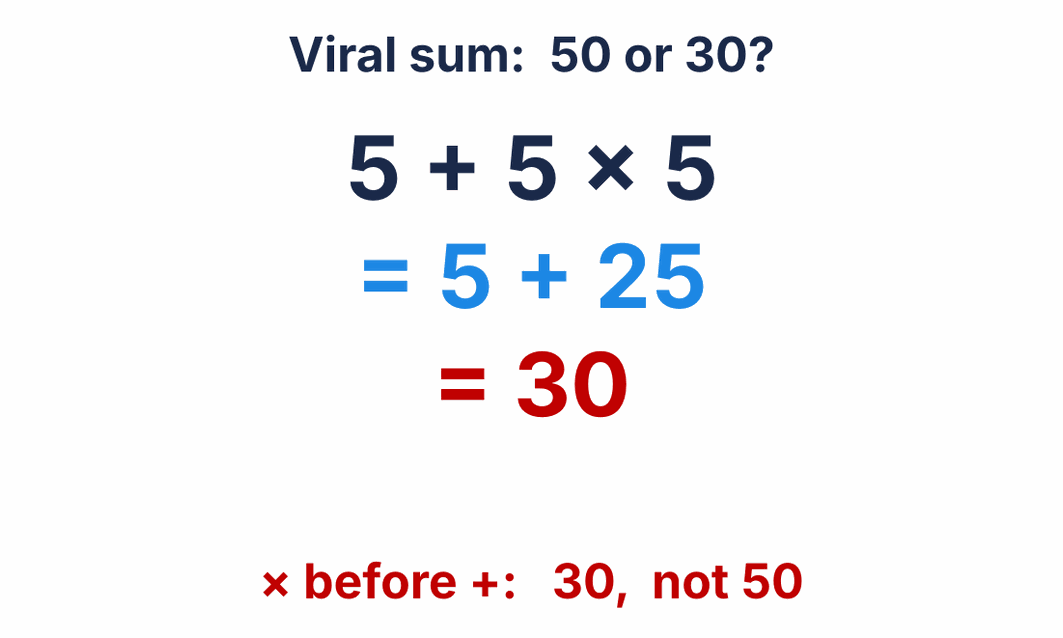 Viral sum: 50 or 30?
5 + 5 × 5
= 5 + 25
= 30
× before +: 30, not 50